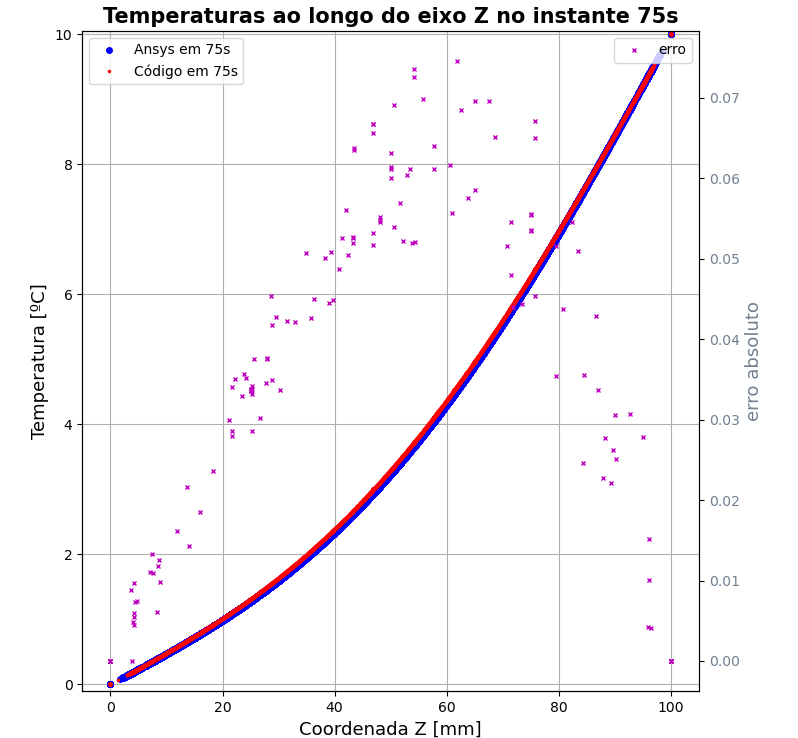 Temperaturas ao longo do eixo Z no instante 75s
Ansys em 75s
Código em 75s
erro
Temperatura [ºC]
10
8
6
4
2
0
0.07
0.06
0.05
0.04
0.03
0.02
0.01
0.00
erro absoluto
0 20 40 60 80 100
Coordenada Z [mm]